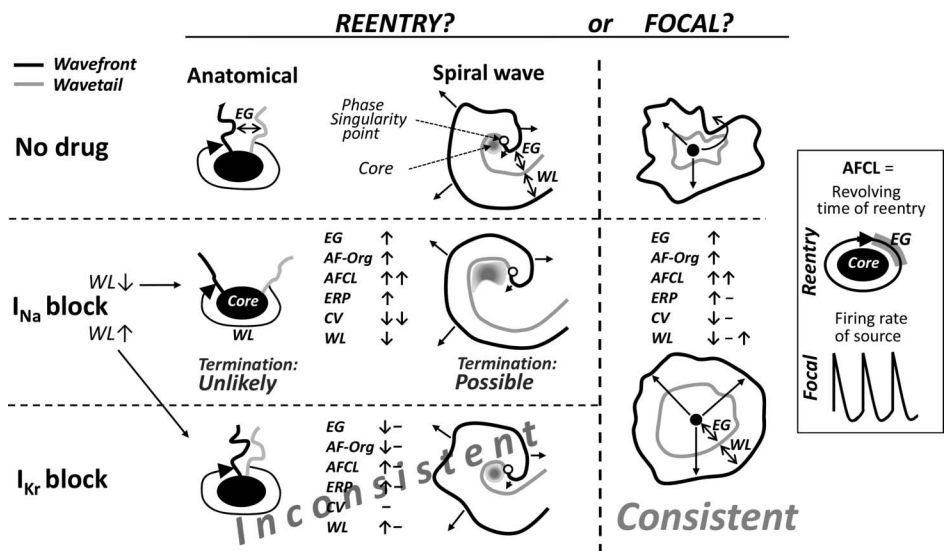 REENTRY? or FOCAL?
Wavefront
Wavetail
Anatomical
Spiral wave
No drug
EG
Phase
Singularity
point
Core
EG
WL
I_Na block
WL↓
WL↑
Core
WL
Termination:
Unlikely
EG ↑
AF-Org ↑
AFCL ↑↑
ERP ↑
CV ↓↓
WL ↓
Termination:
Possible
EG ↑
AF-Org ↑
AFCL ↑↑
ERP ↑–
CV ↓–
WL ↓–↑
EG
WL
Consistent
I_Kr block
EG ↓–
AF-Org ↓–
AFCL ↑–
ERP ↑–
CV –
WL ↑–
Inconsistent
AFCL =
Revolving
time of reentry
Reentry
EG
Core
Firing rate
of source
Focal